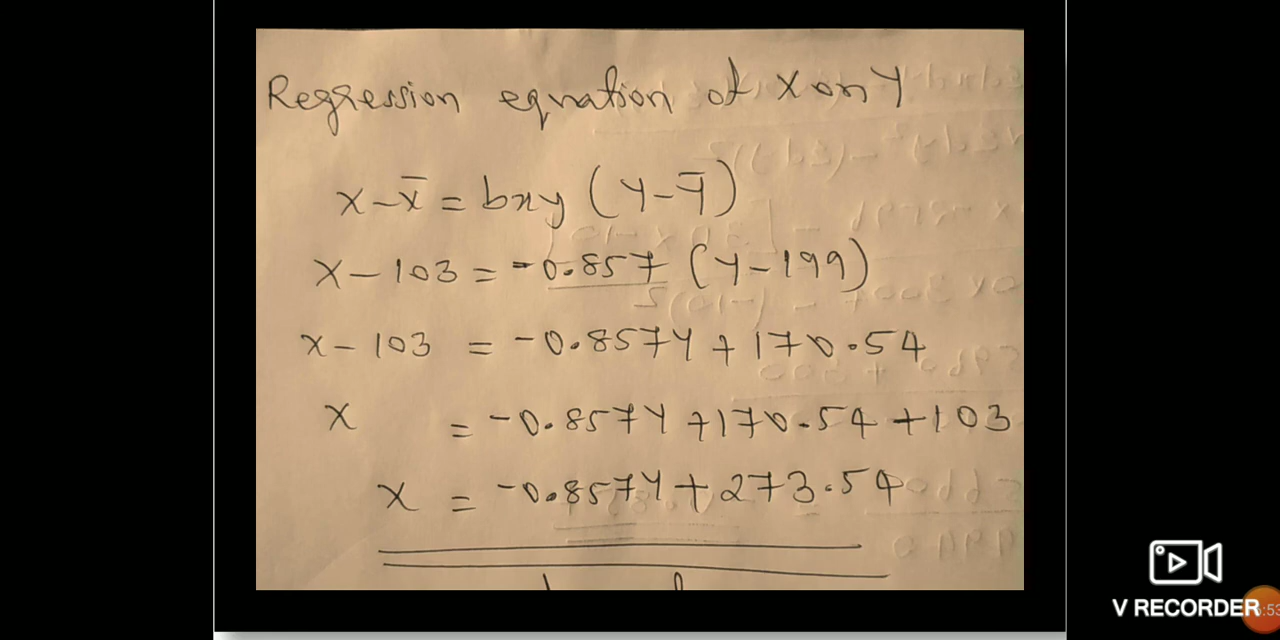 Regression equation of X on Y
x - x̄ = bxy (y - ȳ)
x - 103 = -0.857 (y - 199)
x - 103 = -0.857y + 170.54
x = -0.857y + 170.54 + 103
x = -0.857y + 273.54
V RECORDER
:53